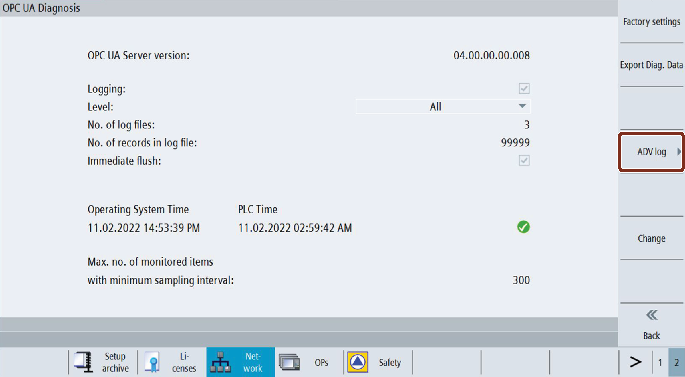 OPC UA Diagnosis
Factory settings
OPC UA Server version: 04.00.00.00.008
Export Diag. Data
Logging:
Level: All
No. of log files: 3
No. of records in log file: 99999
ADV log
Immediate flush:
Operating System Time PLC Time
11.02.2022 14:53:39 PM 11.02.2022 02:59:42 AM
Change
Max. no. of monitored items
with minimum sampling interval: 300
Back
Setup
archive
Li-
censes
Net-
work
OPs
Safety
> 1 2